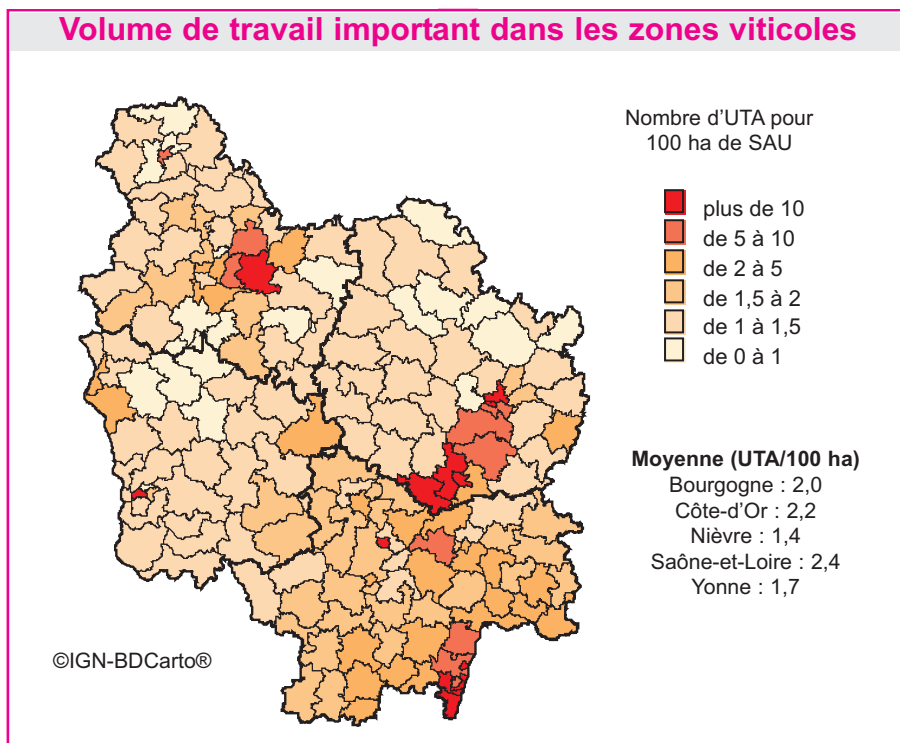 Volume de travail important dans les zones viticoles
Nombre d'UTA pour
100 ha de SAU
plus de 10
de 5 à 10
de 2 à 5
de 1,5 à 2
de 1 à 1,5
de 0 à 1
Moyenne (UTA/100 ha)
Bourgogne : 2,0
Côte-d'Or : 2,2
Nièvre : 1,4
Saône-et-Loire : 2,4
Yonne : 1,7
©IGN-BDCarto®